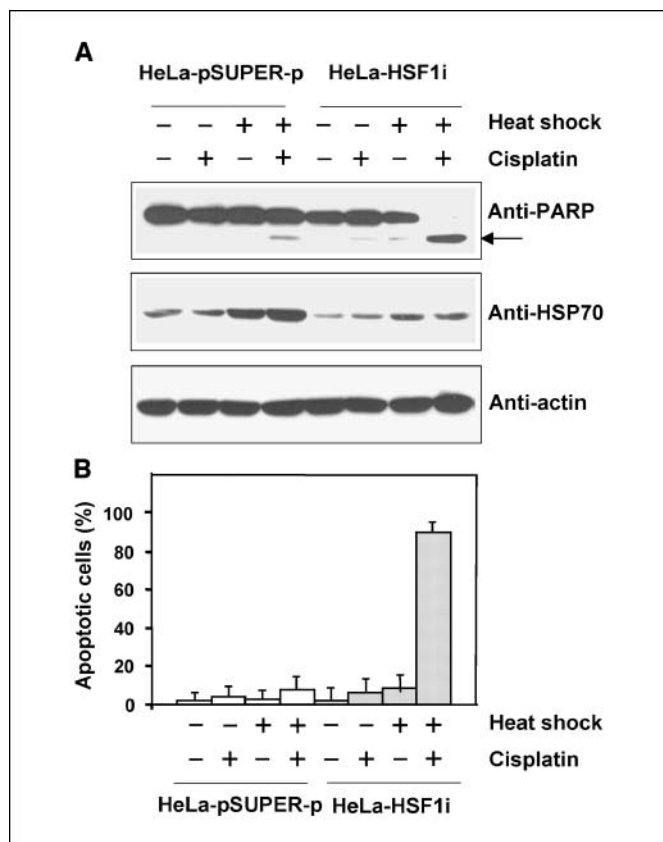 A
HeLa-pSUPER-p HeLa-HSF1i
− − + + − − + + Heat shock
− + − + − + − + Cisplatin
Anti-PARP
Anti-HSP70
Anti-actin
B
Apoptotic cells (%)
100
80
60
40
20
0
− − + + − − + + Heat shock
− + − + − + − + Cisplatin
HeLa-pSUPER-p HeLa-HSF1i